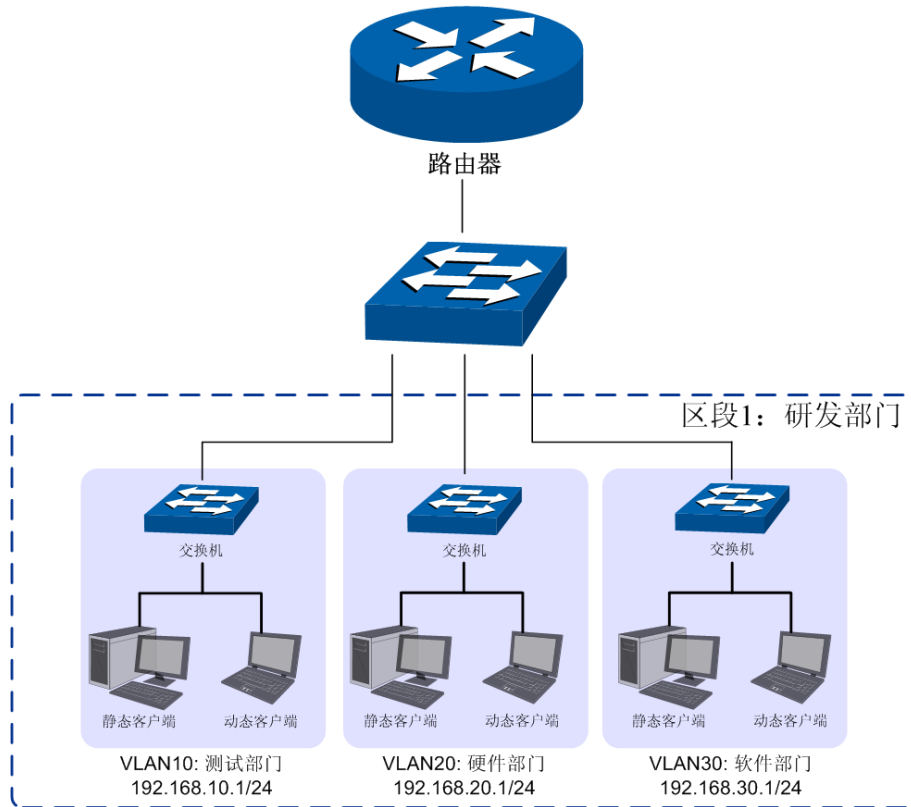 路由器
区段1：研发部门
交换机
交换机
交换机
静态客户端
动态客户端
静态客户端
动态客户端
静态客户端
动态客户端
VLAN10: 测试部门
192.168.10.1/24
VLAN20: 硬件部门
192.168.20.1/24
VLAN30: 软件部门
192.168.30.1/24